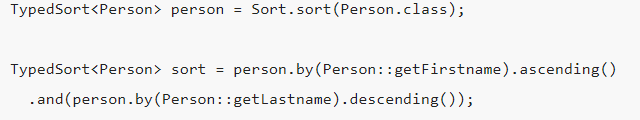 TypedSort<Person> person = Sort.sort(Person.class);
TypedSort<Person> sort = person.by(Person::getFirstname).ascending()
.and(person.by(Person::getLastname).descending());